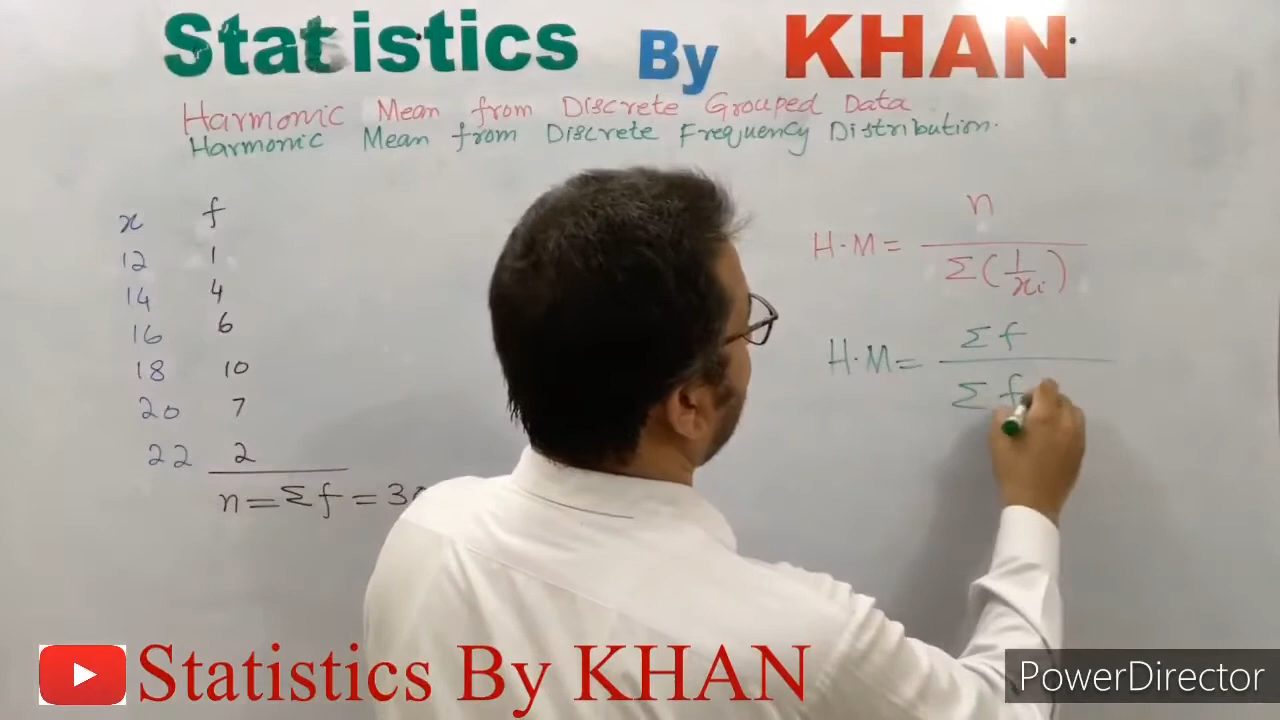 Statistics By KHAN
Harmonic Mean from Discrete Grouped Data
Harmonic Mean from Discrete Frequency Distribution.
x f
12 1
14 4
16 6
18 10
20 7
22 2
n = Σf =
H.M = n / Σ(1/xi)
H.M = Σf / Σf
Statistics By KHAN
PowerDirector